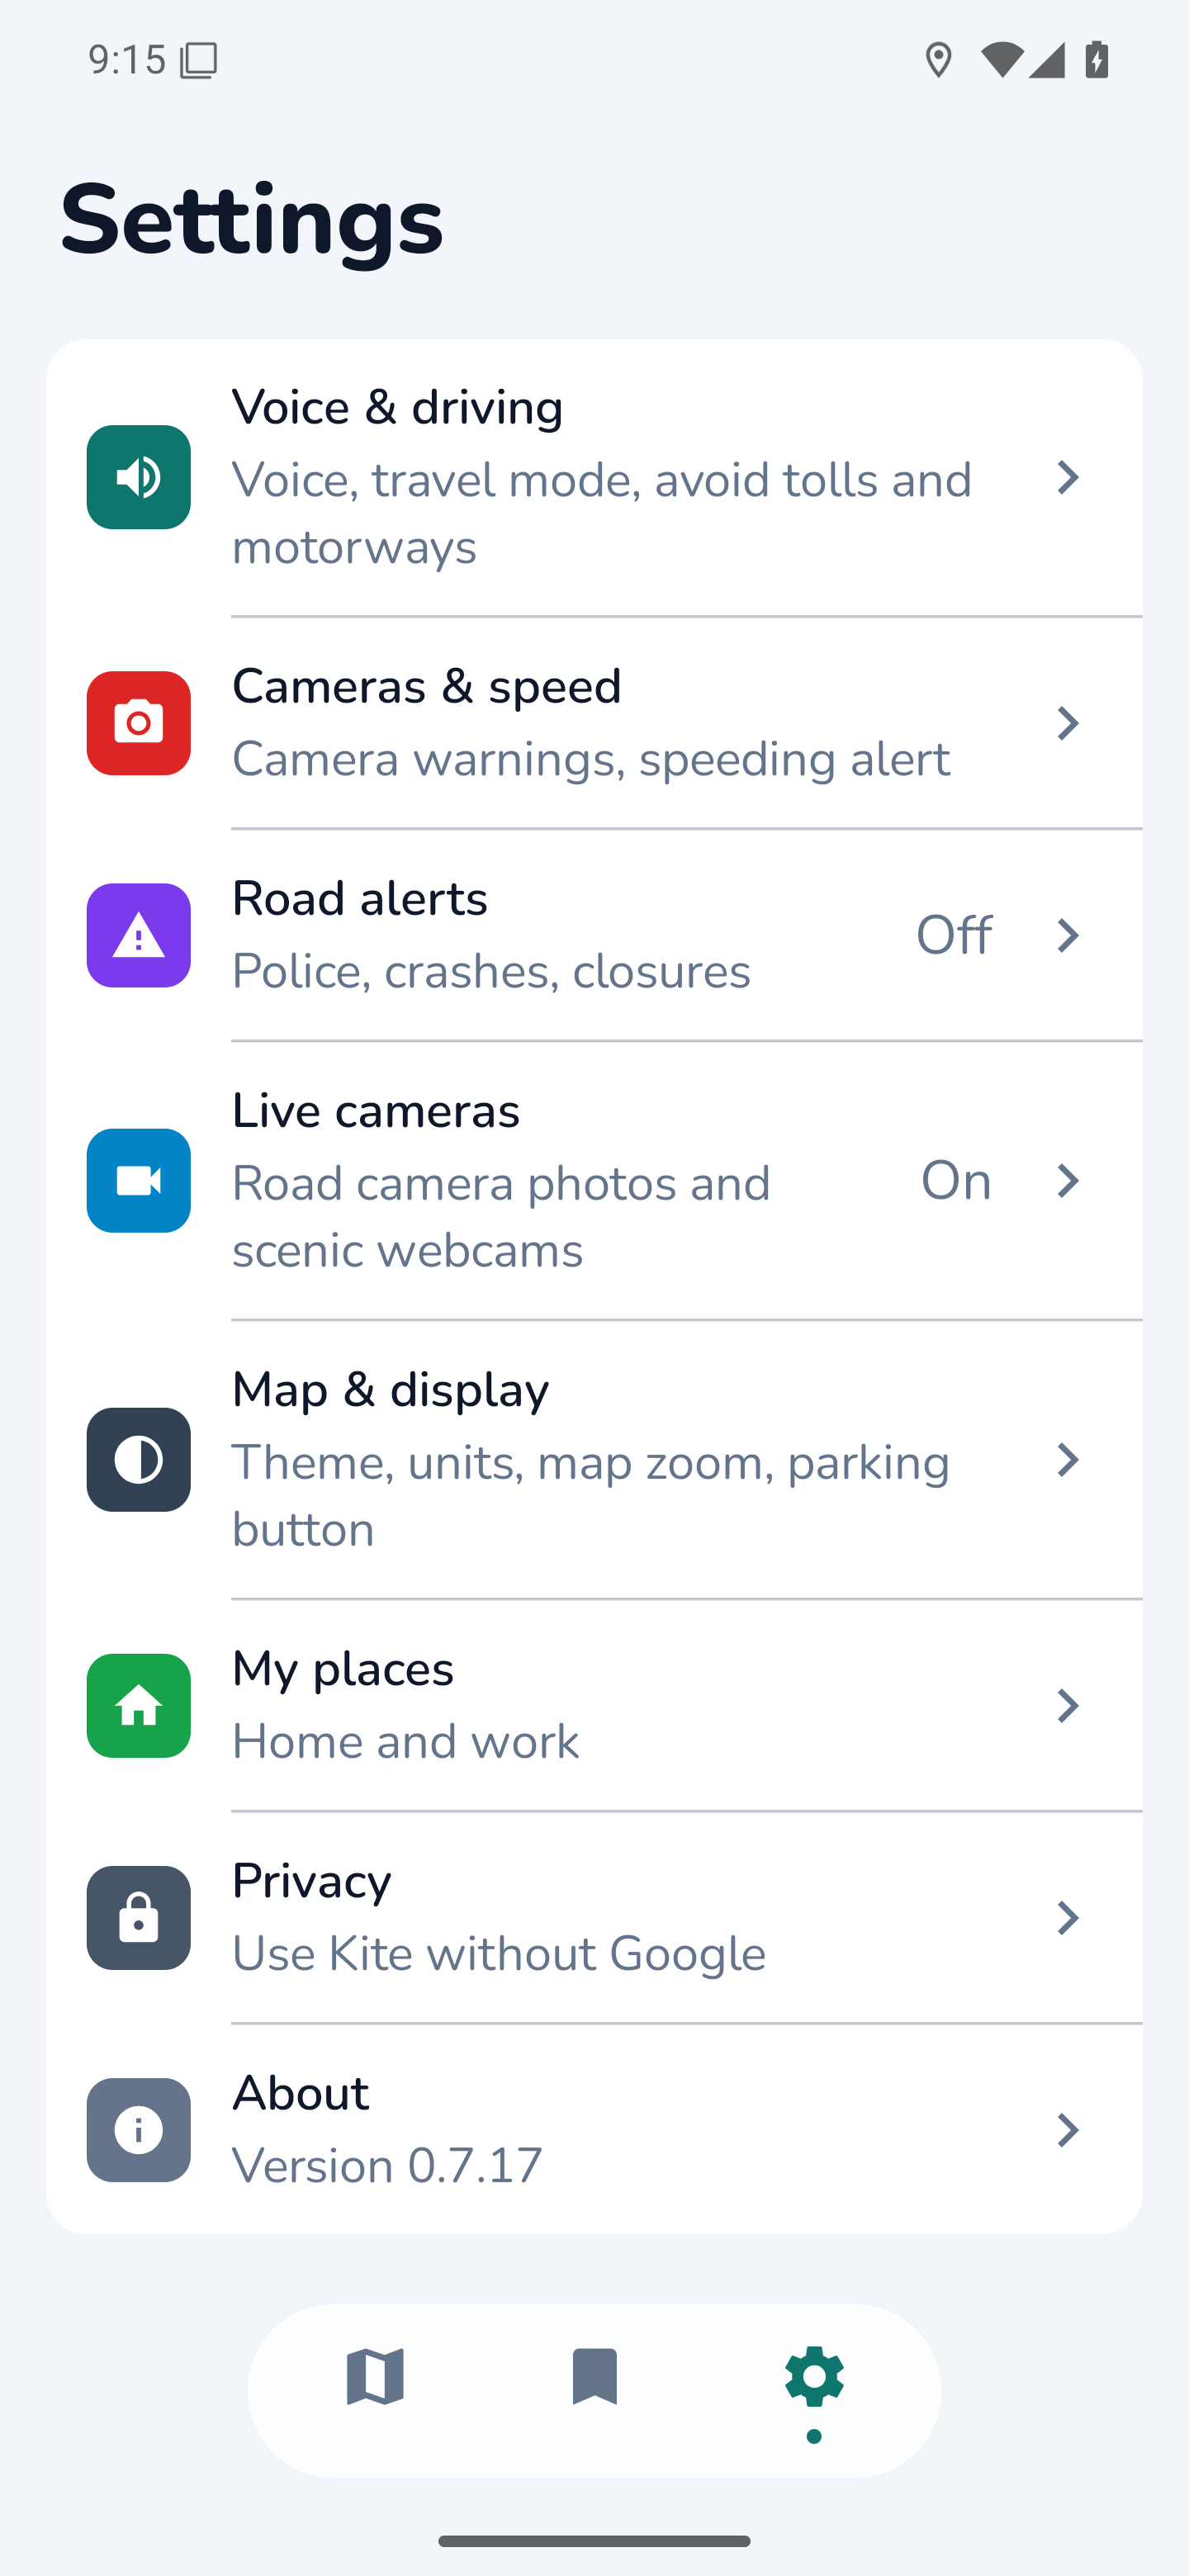 9:15
Settings
Voice & driving
Voice, travel mode, avoid tolls and
motorways
Cameras & speed
Camera warnings, speeding alert
Road alerts
Police, crashes, closures
Off
Live cameras
Road camera photos and
scenic webcams
On
Map & display
Theme, units, map zoom, parking
button
My places
Home and work
Privacy
Use Kite without Google
About
Version 0.7.17